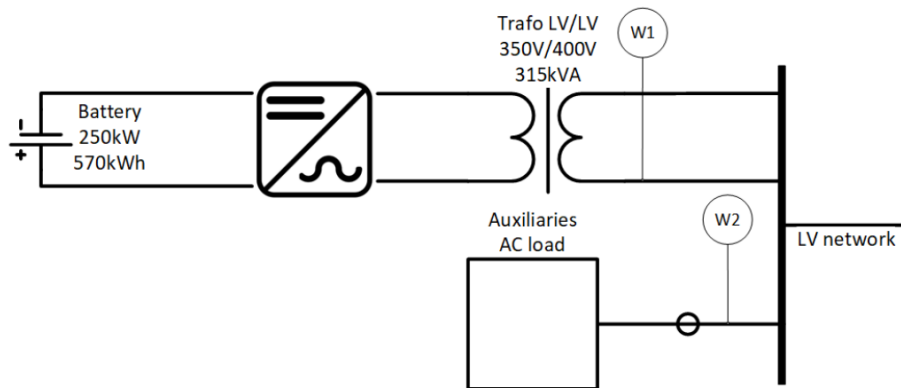 Trafo LV/LV
350V/400V
315kVA
W1
Battery
250kW
570kWh
Auxiliaries
AC load
W2
LV network